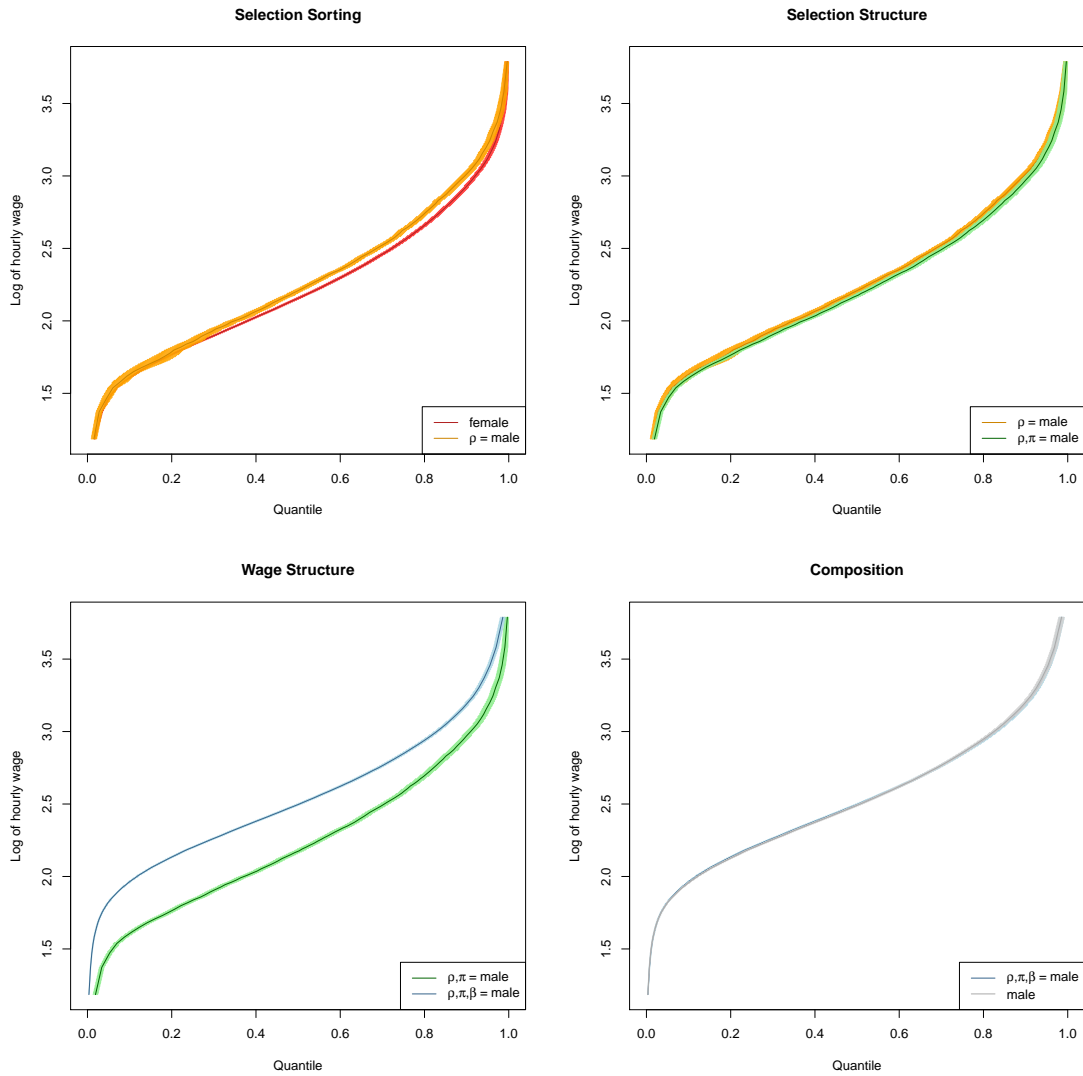 Selection Sorting
Log of hourly wage
3.5
3.0
2.5
2.0
1.5
female
ρ = male
0.0 0.2 0.4 0.6 0.8 1.0
Quantile
Selection Structure
Log of hourly wage
3.5
3.0
2.5
2.0
1.5
ρ = male
ρ,π = male
0.0 0.2 0.4 0.6 0.8 1.0
Quantile
Wage Structure
Log of hourly wage
3.5
3.0
2.5
2.0
1.5
ρ,π = male
ρ,π,β = male
0.0 0.2 0.4 0.6 0.8 1.0
Quantile
Composition
Log of hourly wage
3.5
3.0
2.5
2.0
1.5
ρ,π,β = male
male
0.0 0.2 0.4 0.6 0.8 1.0
Quantile